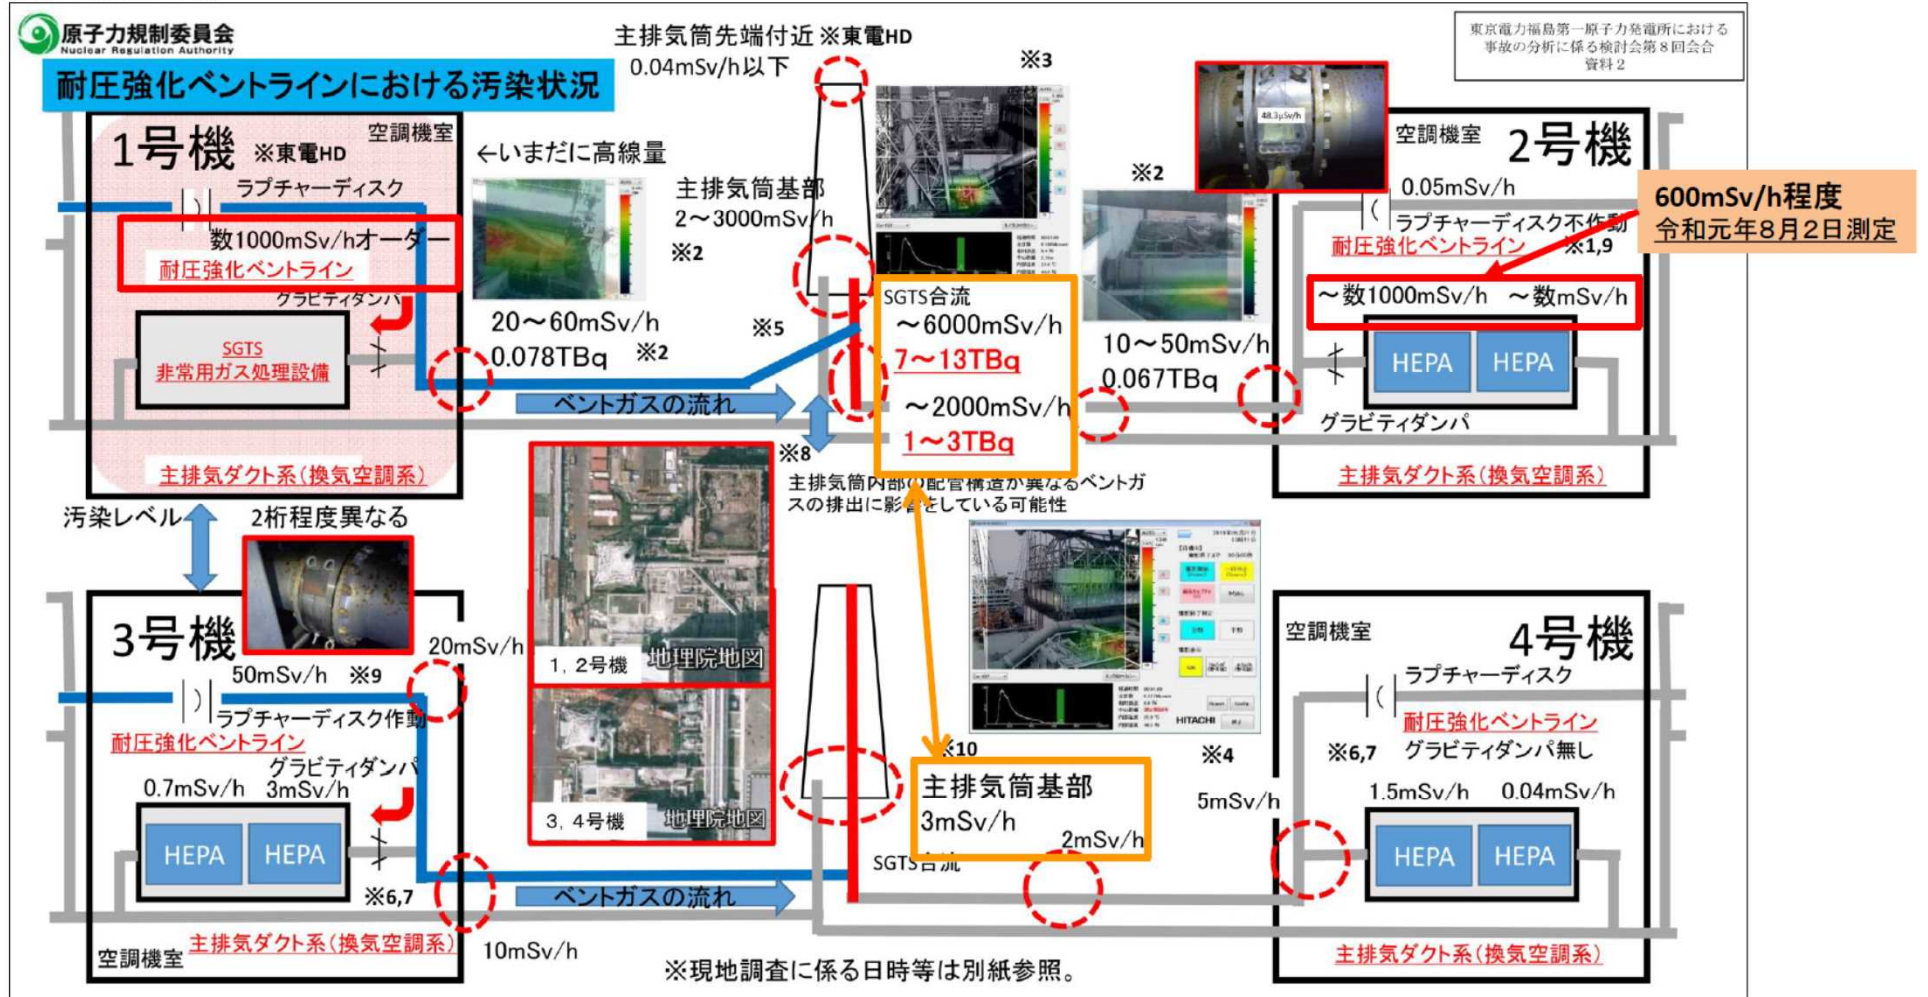 原子力規制委員会
Nuclear Regulation Authority
耐圧強化ベントラインにおける汚染状況
東京電力福島第一原子力発電所における
事故の分析に係る検討会第8回会合
資料2
主排気筒先端付近 ※東電HD
0.04mSv/h以下
1号機 ※東電HD
空調機室
ラプチャーディスク
数1000mSv/hオーダー
耐圧強化ベントライン
グラビティダンパ
SGTS
非常用ガス処理設備
主排気ダクト系(換気空調系)
←いまだに高線量
主排気筒基部
2～3000mSv/h
※2
20～60mSv/h
0.078TBq ※2
※5
ベントガスの流れ
※3
SGTS合流
～6000mSv/h
7～13TBq
～2000mSv/h
1～3TBq
※8
主排気筒内部の配管構造が異なるベントガ
スの排出に影響をしている可能性
※2
10～50mSv/h
0.067TBq
48.3μSv/h
空調機室
2号機
0.05mSv/h
ラプチャーディスク不作動
耐圧強化ベントライン ※1,9
～数1000mSv/h ～数mSv/h
HEPA HEPA
グラビティダンパ
主排気ダクト系(換気空調系)
600mSv/h程度
令和元年8月2日測定
汚染レベル
2桁程度異なる
3号機
50mSv/h ※9
20mSv/h
ラプチャーディスク作動
耐圧強化ベントライン
グラビティダンパ
0.7mSv/h 3mSv/h
HEPA HEPA
※6,7
空調機室
主排気ダクト系(換気空調系)
10mSv/h
ベントガスの流れ
1，2号機
地理院地図
3，4号機
地理院地図
※10
主排気筒基部
3mSv/h
2mSv/h
SGTS合流
HITACHI
※4
空調機室
4号機
ラプチャーディスク
耐圧強化ベントライン
※6,7
グラビティダンパ無し
5mSv/h
1.5mSv/h 0.04mSv/h
HEPA HEPA
主排気ダクト系(換気空調系)
※現地調査に係る日時等は別紙参照。